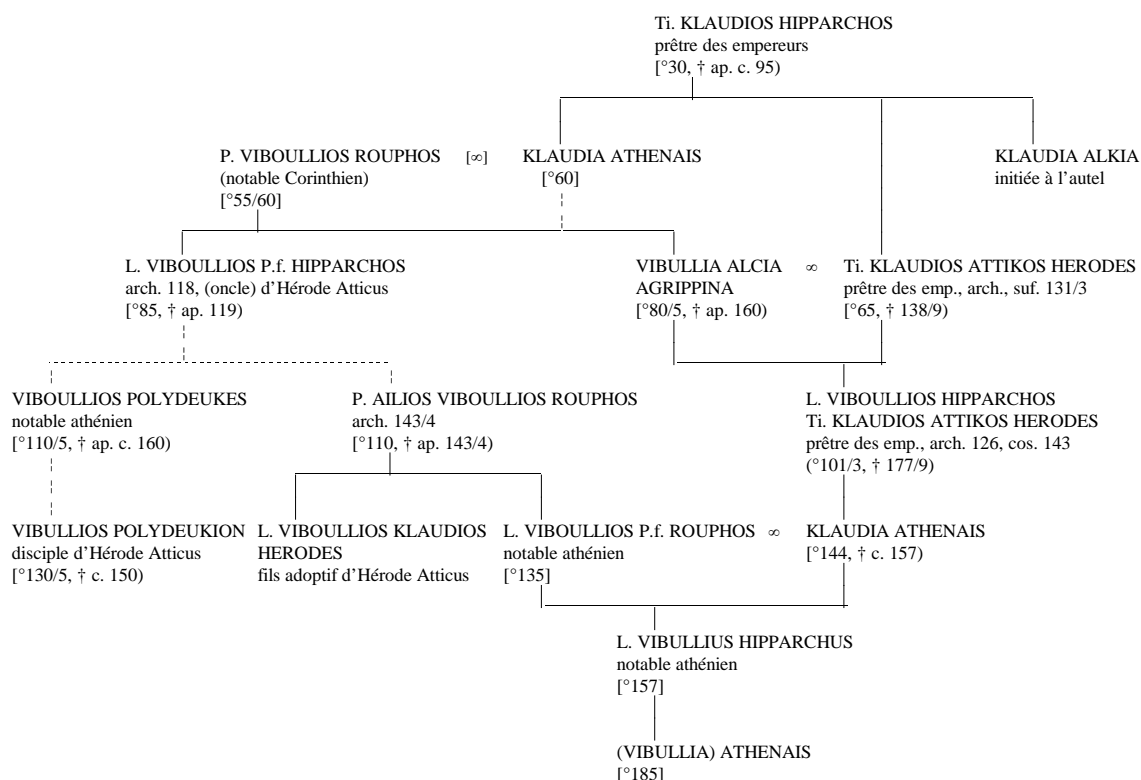 Ti. KLAUDIOS HIPPARCHOS
prêtre des empereurs
[°30, † ap. c. 95)
P. VIBOULLIOS ROUPHOS [∞] KLAUDIA ATHENAIS
(notable Corinthien)
[°55/60]
[°60]
KLAUDIA ALKIA
initiée à l'autel
L. VIBOULLIOS P.f. HIPPARCHOS
arch. 118, (oncle) d'Hérode Atticus
[°85, † ap. 119)
VIBULLIA ALCIA ∞
AGRIPPINA
[°80/5, † ap. 160)
Ti. KLAUDIOS ATTIKOS HERODES
prêtre des emp., arch., suf. 131/3
[°65, † 138/9)
VIBOULLIOS POLYDEUKES
notable athénien
[°110/5, † ap. c. 160)
P. AILIOS VIBOULLIOS ROUPHOS
arch. 143/4
[°110, † ap. 143/4)
L. VIBOULLIOS HIPPARCHOS
Ti. KLAUDIOS ATTIKOS HERODES
prêtre des emp., arch. 126, cos. 143
(°101/3, † 177/9)
VIBULLIOS POLYDEUKION
disciple d'Hérode Atticus
[°130/5, † c. 150)
L. VIBOULLIOS KLAUDIOS
HERODES
fils adoptif d'Hérode Atticus
L. VIBOULLIOS P.f. ROUPHOS ∞
notable athénien
[°135]
KLAUDIA ATHENAIS
[°144, † c. 157)
L. VIBULLIUS HIPPARCHUS
notable athénien
[°157]
(VIBULLIA) ATHENAIS
[°185]